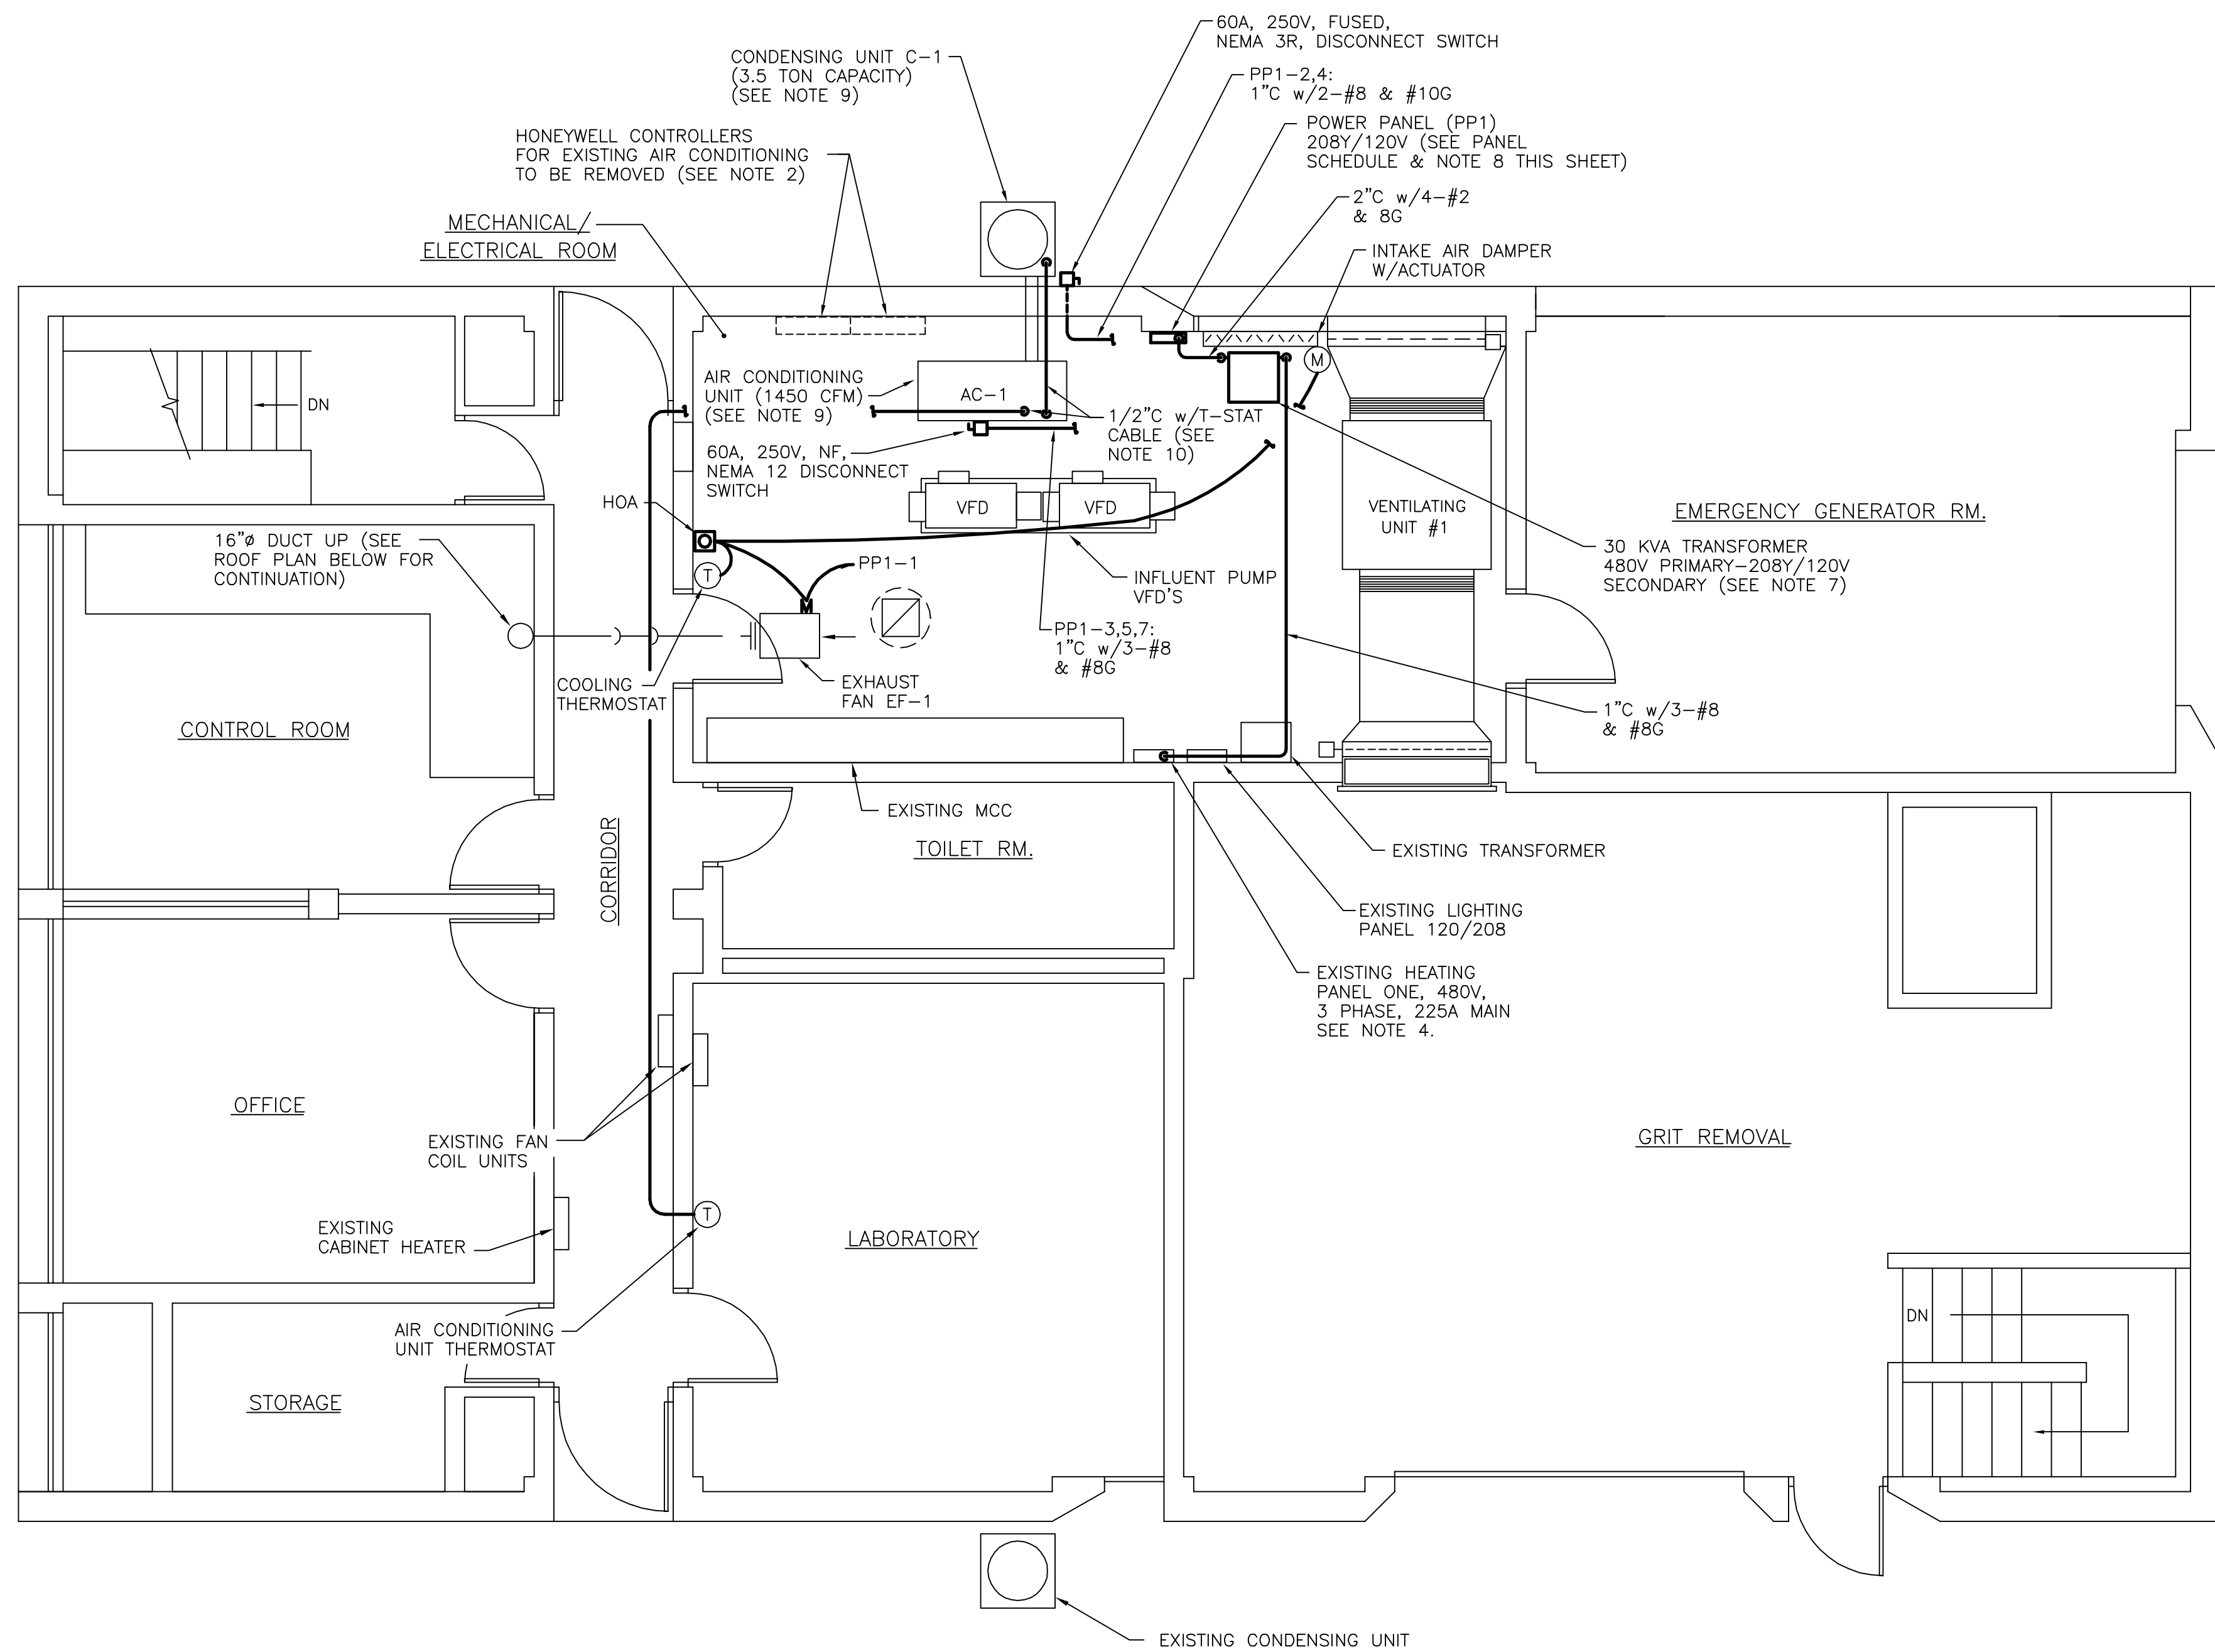 60A, 250V, FUSED,
NEMA 3R, DISCONNECT SWITCH
CONDENSING UNIT C-1
(3.5 TON CAPACITY)
(SEE NOTE 9)
PP1-2,4:
1"C w/2-#8 & #10G
POWER PANEL (PP1)
208Y/120V (SEE PANEL
SCHEDULE & NOTE 8 THIS SHEET)
HONEYWELL CONTROLLERS
FOR EXISTING AIR CONDITIONING
TO BE REMOVED (SEE NOTE 2)
2"C w/4-#2
& 8G
MECHANICAL/
ELECTRICAL ROOM
INTAKE AIR DAMPER
W/ACTUATOR
M
DN
AIR CONDITIONING
UNIT (1450 CFM)
(SEE NOTE 9)
AC-1
1/2"C w/T-STAT
CABLE (SEE
NOTE 10)
60A, 250V, NF,
NEMA 12 DISCONNECT
SWITCH
HOA
VFD
VFD
VENTILATING
UNIT #1
EMERGENCY GENERATOR RM.
16"ø DUCT UP (SEE
ROOF PLAN BELOW FOR
CONTINUATION)
30 KVA TRANSFORMER
480V PRIMARY-208Y/120V
SECONDARY (SEE NOTE 7)
T
PP1-1
INFLUENT PUMP
VFD'S
M
PP1-3,5,7:
1"C w/3-#8
& #8G
COOLING
THERMOSTAT
EXHAUST
FAN EF-1
1"C w/3-#8
& #8G
CONTROL ROOM
EXISTING MCC
CORRIDOR
TOILET RM.
EXISTING TRANSFORMER
EXISTING LIGHTING
PANEL 120/208
EXISTING HEATING
PANEL ONE, 480V,
3 PHASE, 225A MAIN
SEE NOTE 4.
OFFICE
EXISTING FAN
COIL UNITS
GRIT REMOVAL
T
EXISTING
CABINET HEATER
LABORATORY
AIR CONDITIONING
UNIT THERMOSTAT
DN
STORAGE
EXISTING CONDENSING UNIT